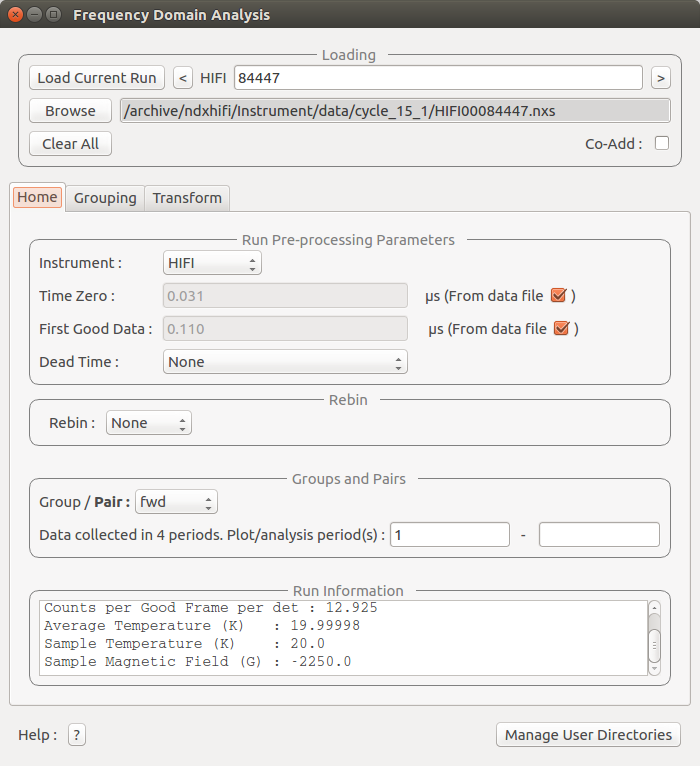 Frequency Domain Analysis
Loading
Load Current Run < HIFI 84447 >
Browse /archive/ndxhifi/Instrument/data/cycle_15_1/HIFI00084447.nxs
Clear All Co-Add :
Home Grouping Transform
Run Pre-processing Parameters
Instrument : HIFI
Time Zero : 0.031 µs (From data file )
First Good Data : 0.110 µs (From data file )
Dead Time : None
Rebin
Rebin : None
Groups and Pairs
Group / Pair : fwd
Data collected in 4 periods. Plot/analysis period(s) : 1 -
Run Information
Counts per Good Frame per det : 12.925
Average Temperature (K) : 19.99998
Sample Temperature (K) : 20.0
Sample Magnetic Field (G) : -2250.0
Help : ? Manage User Directories